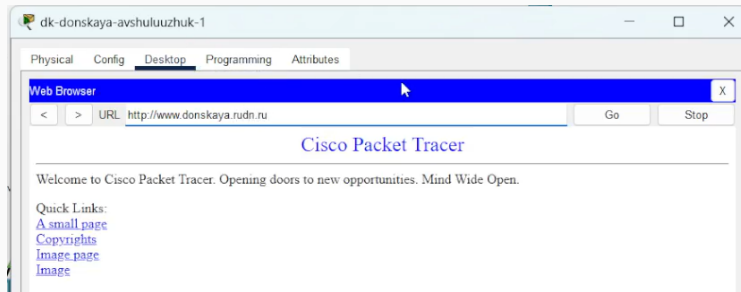 dk-donskaya-avshuluuzhuk-1
Physical Config Desktop Programming Attributes
Web Browser X
< > URL http://www.donskaya.rudn.ru Go Stop
Cisco Packet Tracer
Welcome to Cisco Packet Tracer. Opening doors to new opportunities. Mind Wide Open.
Quick Links:
A small page
Copyrights
Image page
Image